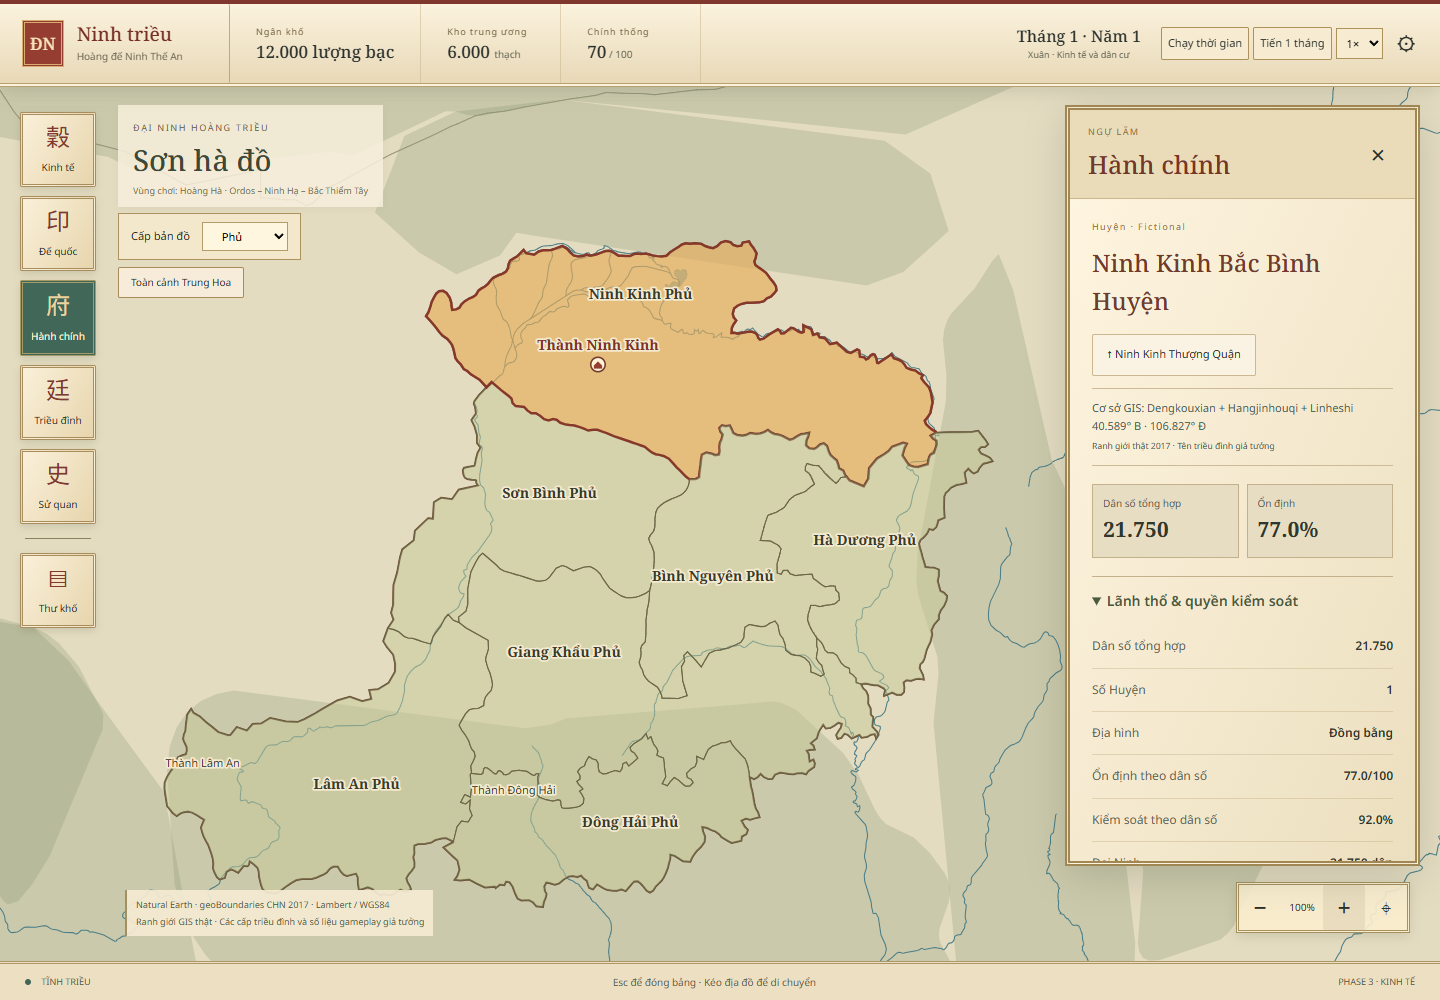 ĐN
Ninh triều
Hoàng đế Ninh Thế An
Ngân khố
12.000 lượng bạc
Kho trung ương
6.000 thạch
Chính thống
70 / 100
Tháng 1 · Năm 1
Xuân · Kinh tế và dân cư
Chạy thời gian
Tiến 1 tháng
1×
穀
Kinh tế
印
Đế quốc
府
Hành chính
廷
Triều đình
史
Sử quan
Thư khố
ĐẠI NINH HOÀNG TRIỀU
Sơn hà đồ
Vùng chơi: Hoàng Hà · Ordos – Ninh Hạ – Bắc Thiểm Tây
Cấp bản đồ
Phủ
Toàn cảnh Trung Hoa
Ninh Kinh Phủ
Thành Ninh Kinh
Sơn Bình Phủ
Hà Dương Phủ
Bình Nguyên Phủ
Giang Khẩu Phủ
Thành Lâm An
Lâm An Phủ
Thành Đông Hải
Đông Hải Phủ
Natural Earth · geoBoundaries CHN 2017 · Lambert / WGS84
Ranh giới GIS thật · Các cấp triều đình và số liệu gameplay giả tưởng
NGỰ LÃM
Hành chính
×
Huyện · Fictional
Ninh Kinh Bắc Bình
Huyện
↑ Ninh Kinh Thượng Quận
Cơ sở GIS: Dengkouxian + Hangjinhouqi + Linheshi
40.589° B · 106.827° Đ
Ranh giới thật 2017 · Tên triều đình giả tưởng
Dân số tổng hợp
21.750
Ổn định
77.0%
▼ Lãnh thổ & quyền kiểm soát
Dân số tổng hợp 21.750
Số Huyện 1
Địa hình Đồng bằng
Ổn định theo dân số 77.0/100
Kiểm soát theo dân số 92.0%
Đại Ninh 21.750 dân
− 100% +
TĨNH TRIỀU
Esc để đóng bảng · Kéo địa đồ để di chuyển
PHASE 3 · KINH TẾ